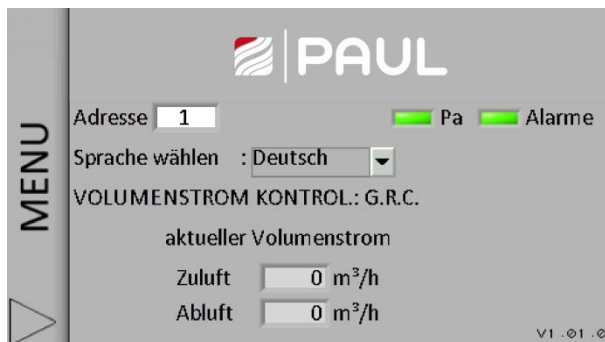 PAUL
MENU
Adresse 1 Pa Alarme
Sprache wählen : Deutsch
VOLUMENSTROM KONTROL.: G.R.C.
aktueller Volumenstrom
Zuluft 0 m³/h
Abluft 0 m³/h